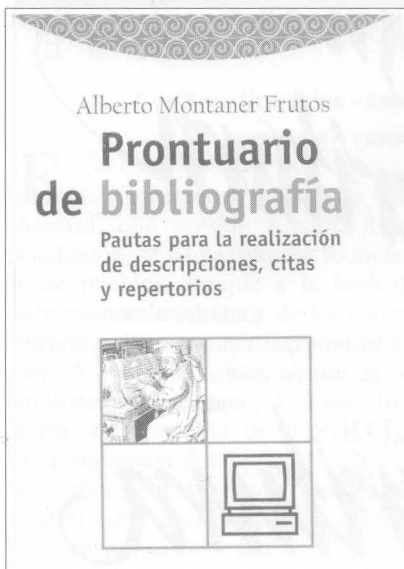 Alberto Montaner Frutos
Prontuario
de bibliografía
Pautas para la realización
de descripciones, citas
y repertorios